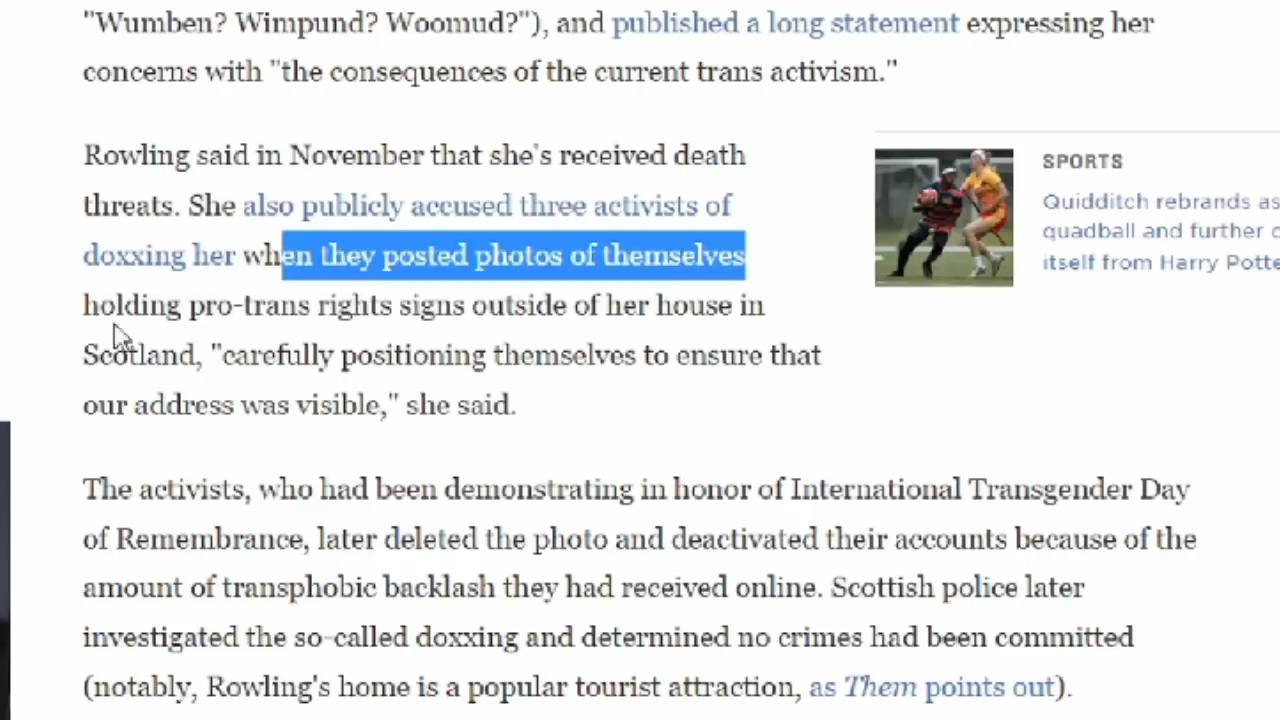 "Wumben? Wimpund? Woomud?"), and published a long statement expressing her
concerns with "the consequences of the current trans activism."
Rowling said in November that she's received death
threats. She also publicly accused three activists of
doxxing her when they posted photos of themselves
holding pro-trans rights signs outside of her house in
Scotland, "carefully positioning themselves to ensure that
our address was visible," she said.
SPORTS
Quidditch rebrands as
quadball and further
itself from Harry
The activists, who had been demonstrating in honor of International Transgender Day
of Remembrance, later deleted the photo and deactivated their accounts because of the
amount of transphobic backlash they had received online. Scottish police later
investigated the so-called doxxing and determined no crimes had been committed
(notably, Rowling's home is a popular tourist attraction, as Them points out).